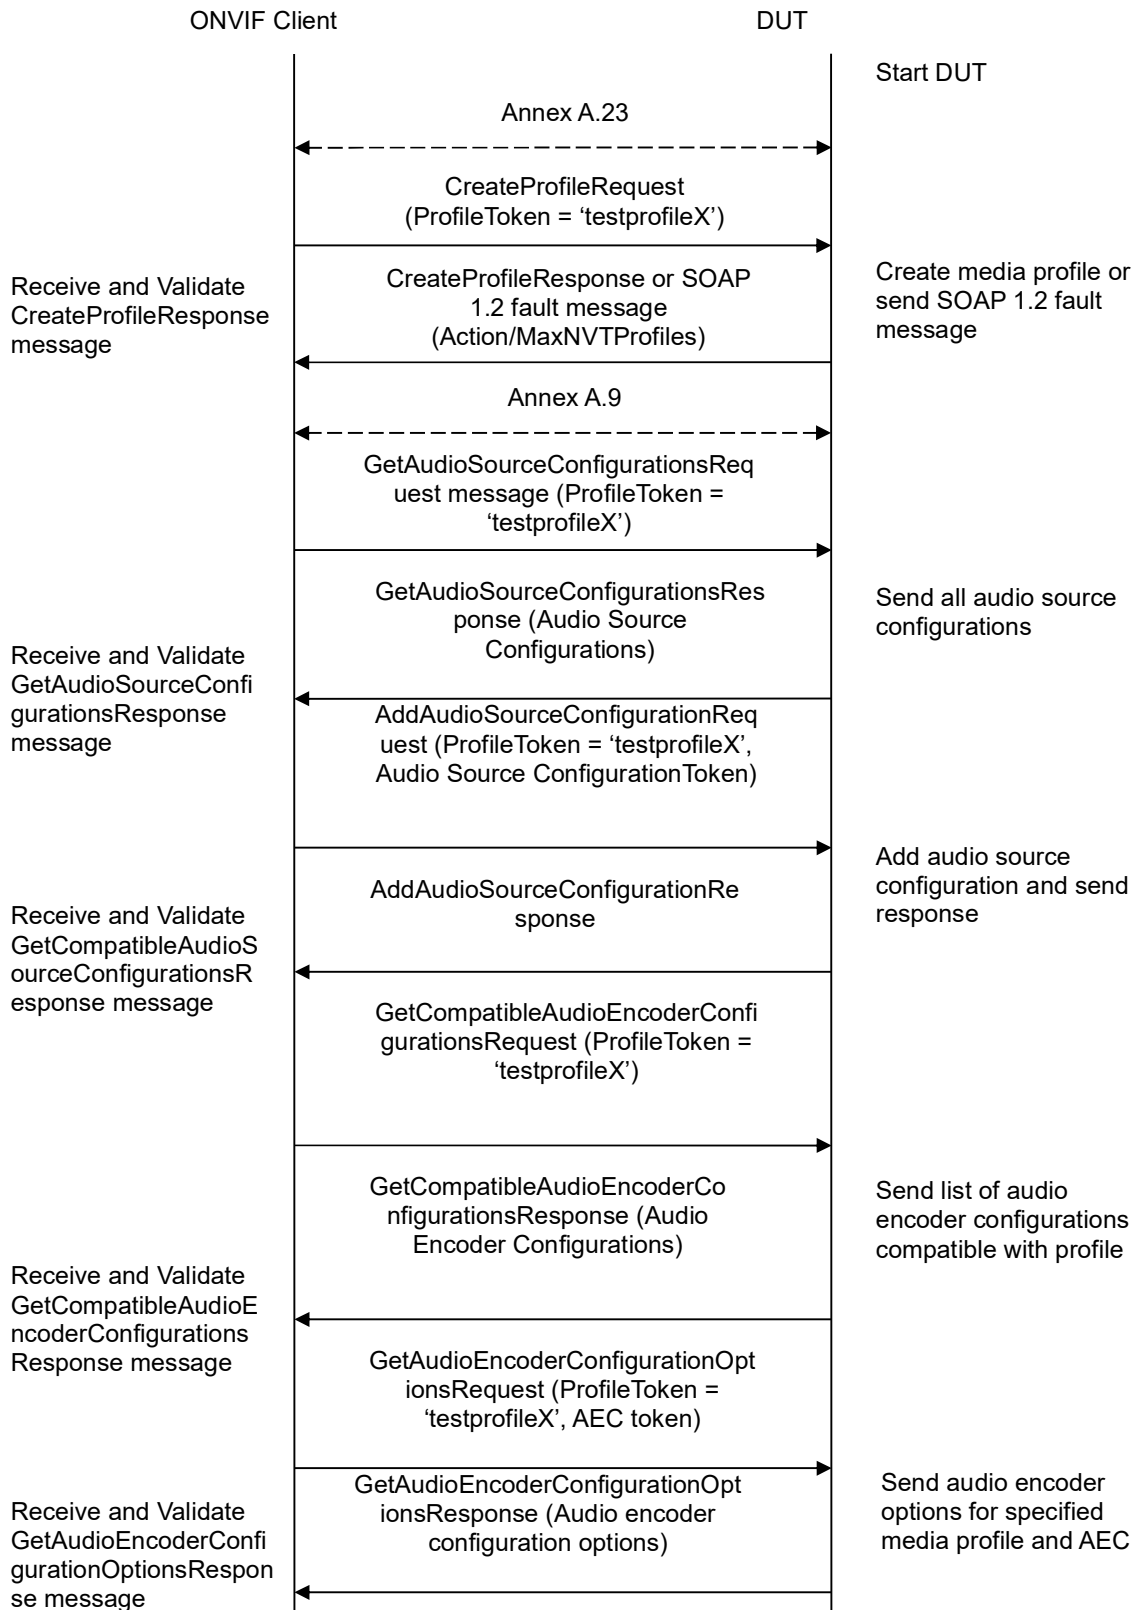 ONVIF Client
DUT
Start DUT
Annex A.23
CreateProfileRequest
(ProfileToken = ‘testprofileX’)
Receive and Validate
CreateProfileResponse
message
CreateProfileResponse or SOAP
1.2 fault message
(Action/MaxNVTProfiles)
Create media profile or
send SOAP 1.2 fault
message
Annex A.9
GetAudioSourceConfigurationsReq
uest message (ProfileToken =
‘testprofileX’)
GetAudioSourceConfigurationsRes
ponse (Audio Source
Configurations)
Send all audio source
configurations
Receive and Validate
GetAudioSourceConfi
gurationsResponse
message
AddAudioSourceConfigurationReq
uest (ProfileToken = ‘testprofileX’,
Audio Source ConfigurationToken)
Add audio source
configuration and send
response
AddAudioSourceConfigurationRe
sponse
Receive and Validate
GetCompatibleAudioS
ourceConfigurationsR
esponse message
GetCompatibleAudioEncoderConfi
gurationsRequest (ProfileToken =
‘testprofileX’)
GetCompatibleAudioEncoderCo
nfigurationsResponse (Audio
Encoder Configurations)
Send list of audio
encoder configurations
compatible with profile
Receive and Validate
GetCompatibleAudioE
ncoderConfigurations
Response message
GetAudioEncoderConfigurationOpt
ionsRequest (ProfileToken =
‘testprofileX’, AEC token)
GetAudioEncoderConfigurationOpt
ionsResponse (Audio encoder
configuration options)
Send audio encoder
options for specified
media profile and AEC
Receive and Validate
GetAudioEncoderConfi
gurationOptionsRespon
se message